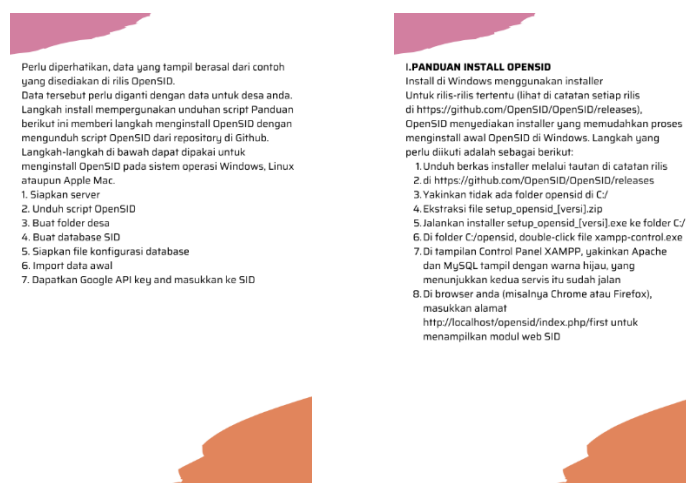 Perlu diperhatikan, data yang tampil berasal dari contoh
yang disediakan di rilis OpenSID.
Data tersebut perlu diganti dengan data untuk desa anda.
Langkah install mempergunakan unduhan script Panduan
berikut ini memberi langkah menginstall OpenSID dengan
mengunduh script OpenSID dari repository di Github.
Langkah-langkah di bawah dapat dipakai untuk
menginstall OpenSID pada sistem operasi Windows, Linux
ataupun Apple Mac.
1. Siapkan server
2. Unduh script OpenSID
3. Buat folder desa
4. Buat database SID
5. Siapkan file konfigurasi database
6. Import data awal
7. Dapatkan Google API key and masukkan ke SID
I.PANDUAN INSTALL OPENSID
Install di Windows menggunakan installer
Untuk rilis-rilis tertentu (lihat di catatan setiap rilis
di https://github.com/OpenSID/OpenSID/releases),
OpenSID menyediakan installer yang memudahkan proses
menginstall awal OpenSID di Windows. Langkah yang
perlu diikuti adalah sebagai berikut:
1. Unduh berkas installer melalui tautan di catatan rilis
2. di https://github.com/OpenSID/OpenSID/releases
3. Yakinkan tidak ada folder opensid di C:/
4. Ekstraksi file setup_opensid_[versi].zip
5. Jalankan installer setup_opensid_[versi].exe ke folder C:/
6. Di folder C:/opensid, double-click file xampp-control.exe
7. Di tampilan Control Panel XAMPP, yakinkan Apache
dan MySQL tampil dengan warna hijau, yang
menunjukkan kedua servis itu sudah jalan
8. Di browser anda (misalnya Chrome atau Firefox),
masukkan alamat
http://localhost/opensid/index.php/first untuk
menampilkan modul web SID